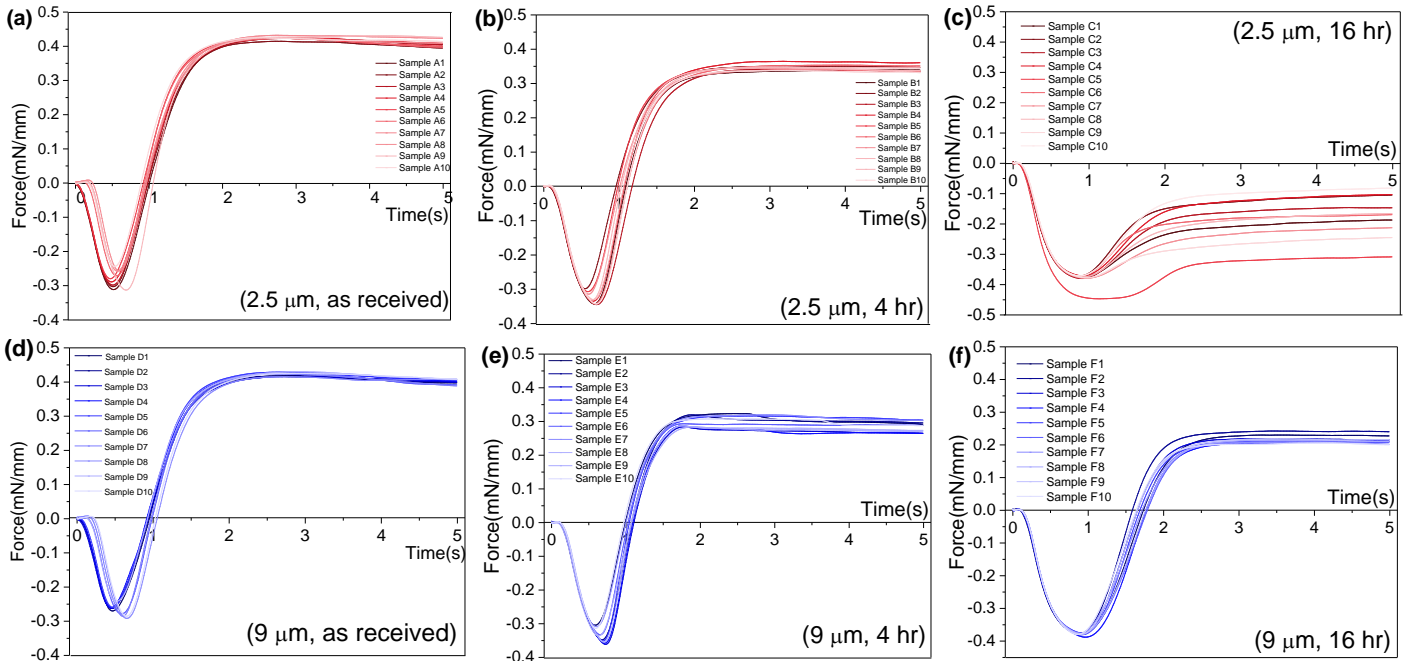 (a)
Force(mN/mm)
0.5
0.4
0.3
0.2
0.1
0.0
-0.1
-0.2
-0.3
-0.4
0
1
2
3
4
5
Time(s)
Sample A1
Sample A2
Sample A3
Sample A4
Sample A5
Sample A6
Sample A7
Sample A8
Sample A9
Sample A10
(2.5 μm, as received)
(b)
Force(mN/mm)
0.5
0.4
0.3
0.2
0.1
0.0
-0.1
-0.2
-0.3
-0.4
0
1
2
3
4
5
Time(s)
Sample B1
Sample B2
Sample B3
Sample B4
Sample B5
Sample B6
Sample B7
Sample B8
Sample B9
Sample B10
(2.5 μm, 4 hr)
(c)
Force(mN/mm)
0.5
0.4
0.3
0.2
0.1
0.0
-0.1
-0.2
-0.3
-0.4
-0.5
0
1
2
3
4
5
Time(s)
Sample C1
Sample C2
Sample C3
Sample C4
Sample C5
Sample C6
Sample C7
Sample C8
Sample C9
Sample C10
(2.5 μm, 16 hr)
(d)
Force(mN/mm)
0.5
0.4
0.3
0.2
0.1
0.0
-0.1
-0.2
-0.3
-0.4
0
1
2
3
4
5
Time(s)
Sample D1
Sample D2
Sample D3
Sample D4
Sample D5
Sample D6
Sample D7
Sample D8
Sample D9
Sample D10
(9 μm, as received)
(e)
Force(mN/mm)
0.5
0.4
0.3
0.2
0.1
0.0
-0.1
-0.2
-0.3
-0.4
0
1
2
3
4
5
Time(s)
Sample E1
Sample E2
Sample E3
Sample E4
Sample E5
Sample E6
Sample E7
Sample E8
Sample E9
Sample E10
(9 μm, 4 hr)
(f)
Force(mN/mm)
0.5
0.4
0.3
0.2
0.1
0.0
-0.1
-0.2
-0.3
-0.4
0
1
2
3
4
5
Time(s)
Sample F1
Sample F2
Sample F3
Sample F4
Sample F5
Sample F6
Sample F7
Sample F8
Sample F9
Sample F10
(9 μm, 16 hr)